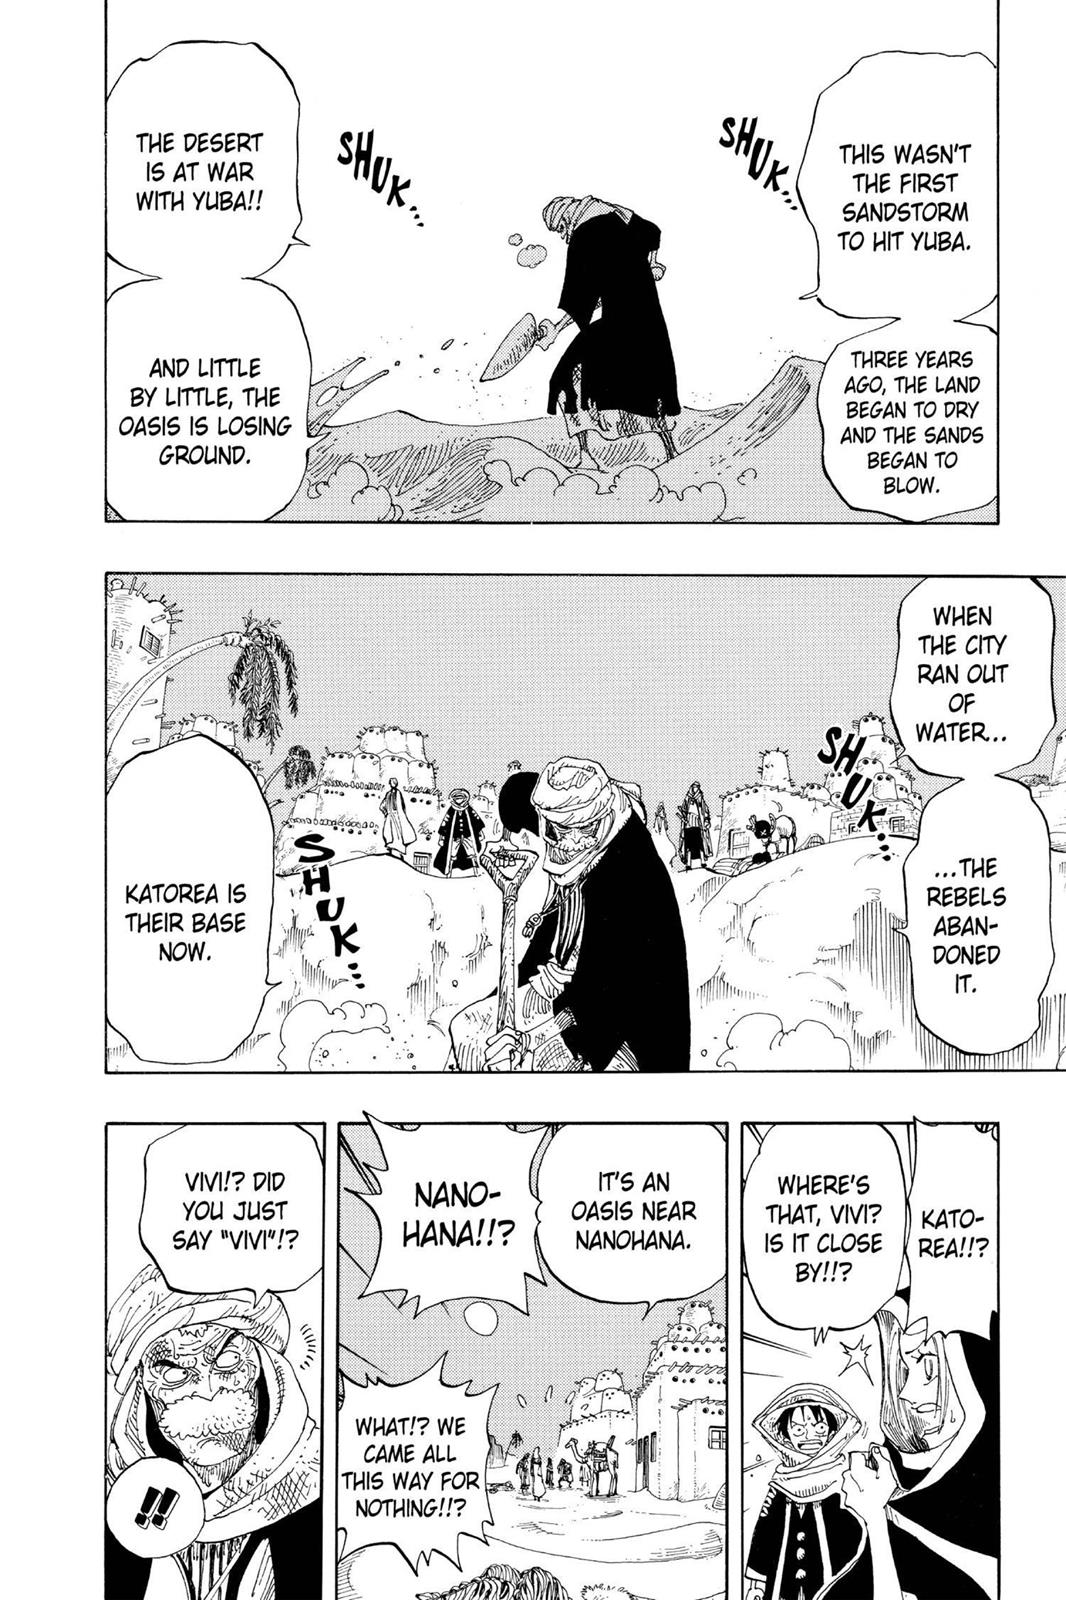 THIS WASN'T
THE FIRST
SANDSTORM
TO HIT YUBA.
THREE YEARS
AGO, THE LAND
BEGAN TO DRY
AND THE SANDS
BEGAN TO
BLOW.
SHUK...
SHUK...
THE DESERT
IS AT WAR
WITH YUBA!!
AND LITTLE
BY LITTLE, THE
OASIS IS LOSING
GROUND.
WHEN
THE CITY
RAN OUT
OF
WATER...
...THE
REBELS
ABAN-
DONED
IT.
SHUK...
SHUK...
KATOREA IS
THEIR BASE
NOW.
KATO-
REA!!?
WHERE'S
THAT, VIVI?
IS IT CLOSE
BY!!?
IT'S AN
OASIS NEAR
NANOHANA.
NANO-
HANA!!?
WHAT!? WE
CAME ALL
THIS WAY FOR
NOTHING!!?
VIVI!? DID
YOU JUST
SAY "VIVI"!?
!!